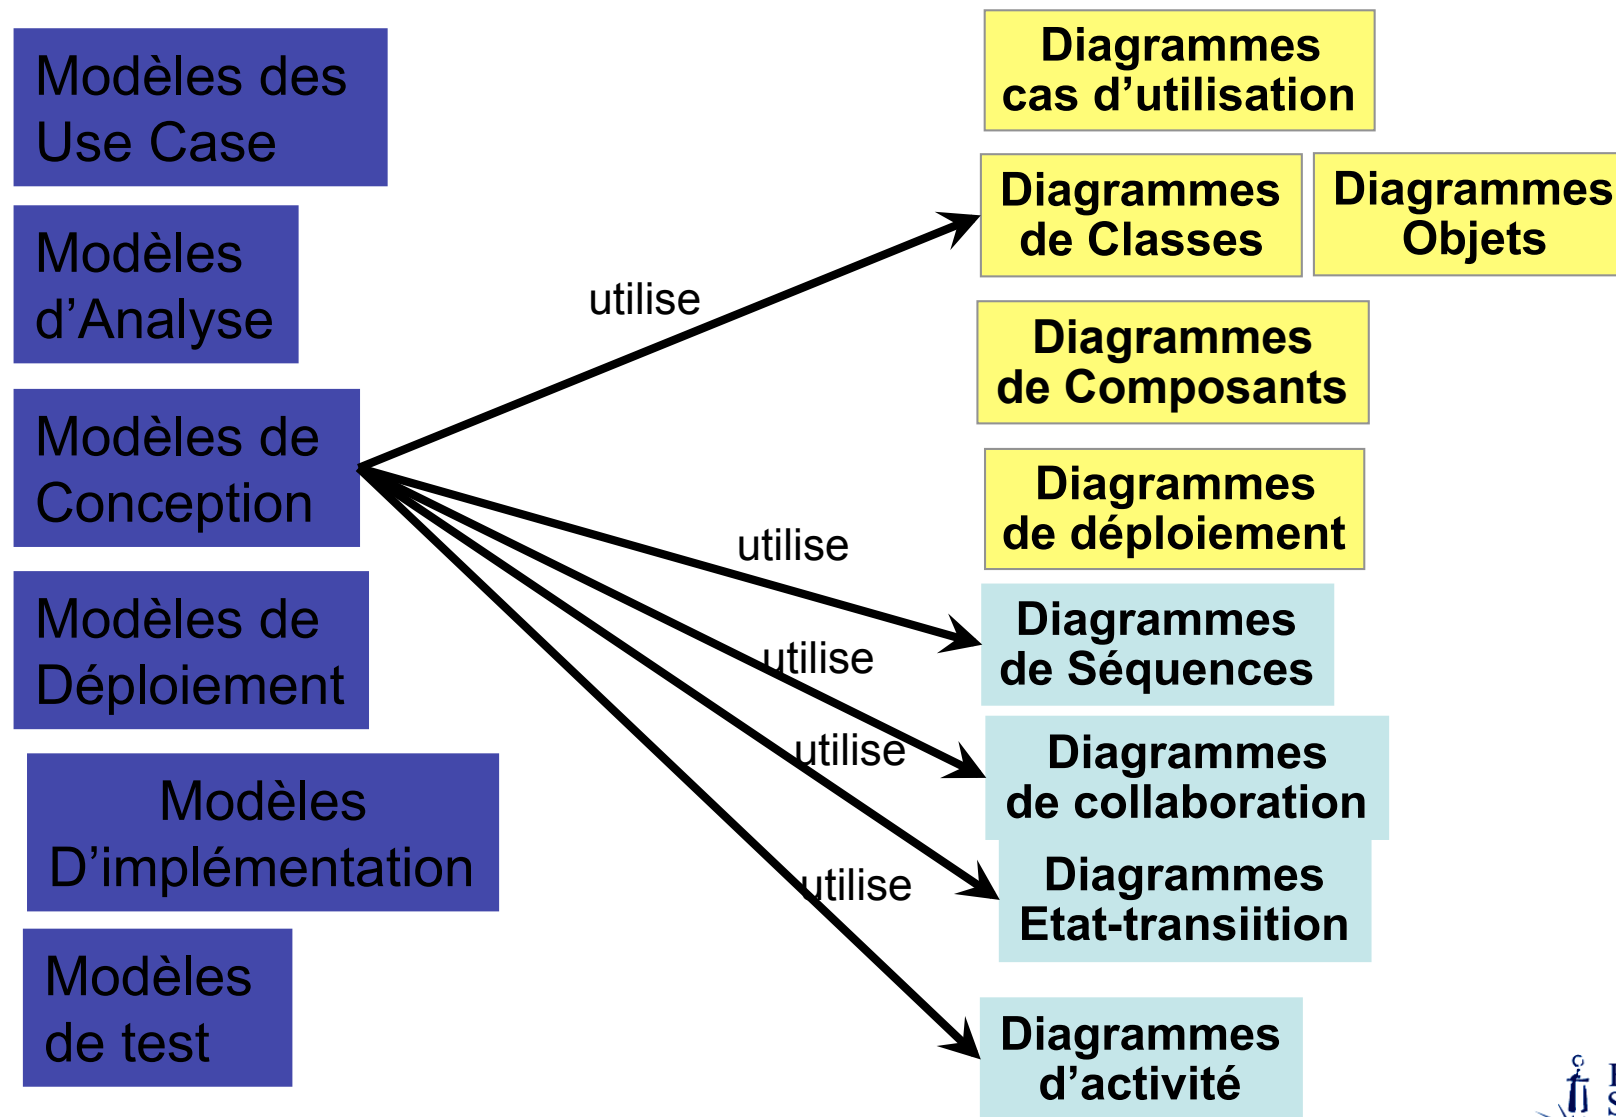 Modèles des
Use Case
Modèles
d’Analyse
Modèles de
Conception
Modèles de
Déploiement
Modèles
D’implémentation
Modèles
de test
utilise
utilise
utilise
utilise
utilise
Diagrammes
cas d’utilisation
Diagrammes
de Classes
Diagrammes
Objets
Diagrammes
de Composants
Diagrammes
de déploiement
Diagrammes
de Séquences
Diagrammes
de collaboration
Diagrammes
Etat-transiition
Diagrammes
d’activité